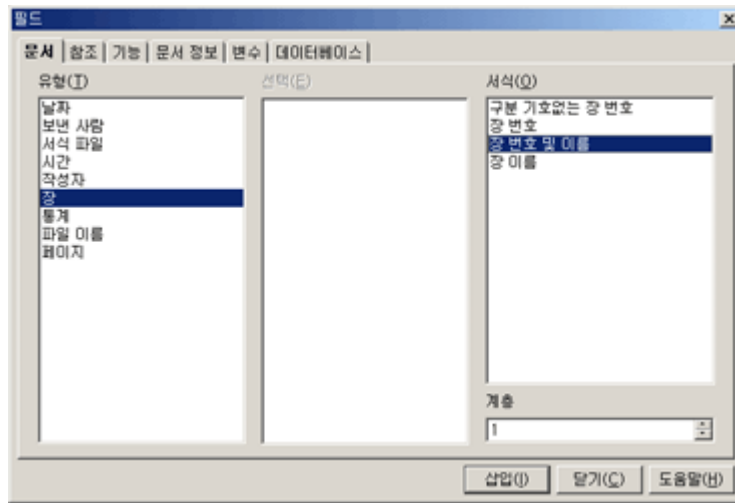 필드
문서 참조 기능 문서 정보 변수 데이터베이스
유형(T)
날짜
보낸 사람
서식 파일
시간
작성자
장
통계
파일 이름
페이지
선택(E)
서식(O)
구분 기호없는 장 번호
장 번호
장 번호 및 이름
장 이름
계층
1
삽입(I) 닫기(C) 도움말(H)